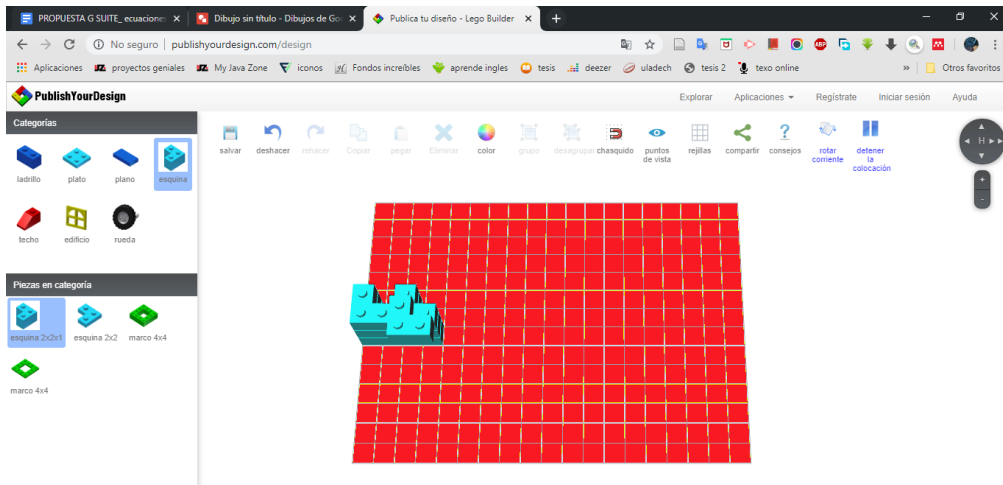 PROPUESTA G SUITE_ ecuacione
Dibujo sin título - Dibujos de Goo
Publica tu diseño - Lego Builder
No seguro | publishyourdesign.com/design
Aplicaciones proyectos geniales My Java Zone iconos Fondos increíbles aprende ingles tesis deezer uladech tesis 2 texo online » Otros favoritos
PublishYourDesign
Explorar Aplicaciones Regístrate Iniciar sesión Ayuda
Categorías
ladrillo plato plano esquina
techo edificio rueda
Piezas en categoría
esquina 2x2x1 esquina 2x2 marco 4x4
marco 4x4
salvar deshacer rehacer Copiar pegar Eliminar color grupo desagrupar chasquido puntos de vista rejillas compartir consejos rotar corriente detener la colocación
H
+
-